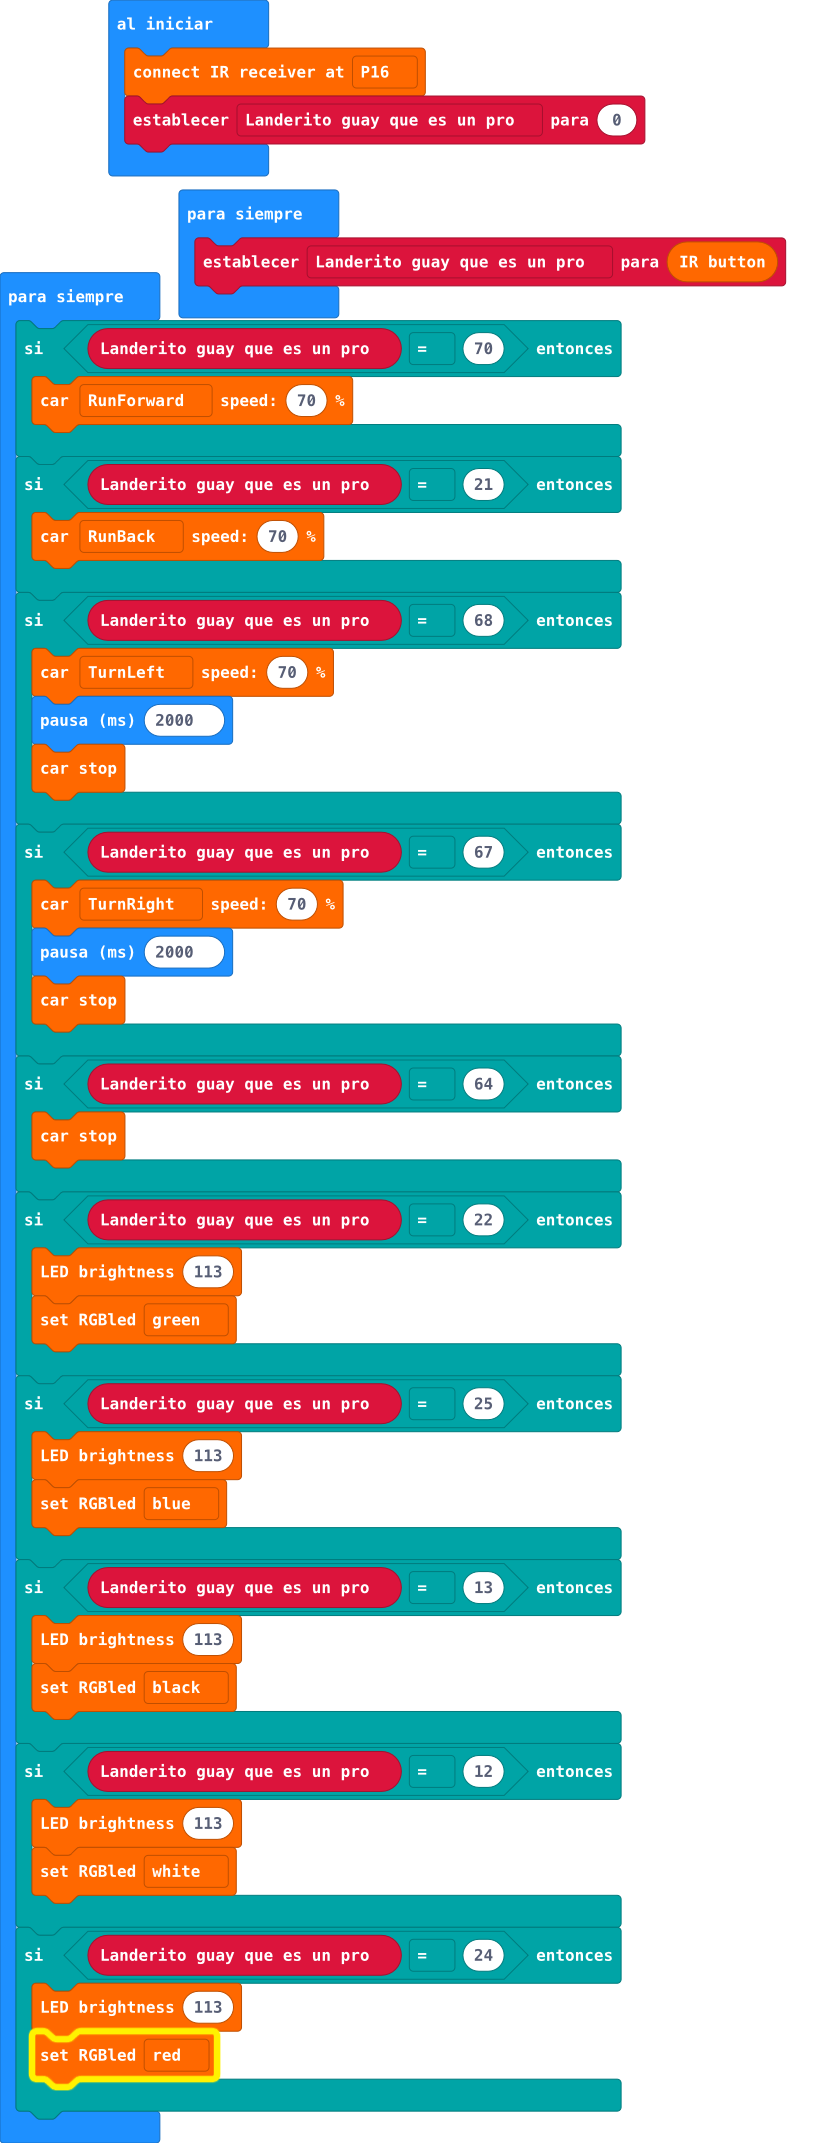 al iniciar
connect IR receiver at P16
establecer Landerito guay que es un pro para 0
para siempre
establecer Landerito guay que es un pro para IR button
para siempre
si Landerito guay que es un pro = 70 entonces
car RunForward speed: 70 %
si Landerito guay que es un pro = 21 entonces
car RunBack speed: 70 %
si Landerito guay que es un pro = 68 entonces
car TurnLeft speed: 70 %
pausa (ms) 2000
car stop
si Landerito guay que es un pro = 67 entonces
car TurnRight speed: 70 %
pausa (ms) 2000
car stop
si Landerito guay que es un pro = 64 entonces
car stop
si Landerito guay que es un pro = 22 entonces
LED brightness 113
set RGBled green
si Landerito guay que es un pro = 25 entonces
LED brightness 113
set RGBled blue
si Landerito guay que es un pro = 13 entonces
LED brightness 113
set RGBled black
si Landerito guay que es un pro = 12 entonces
LED brightness 113
set RGBled white
si Landerito guay que es un pro = 24 entonces
LED brightness 113
set RGBled red